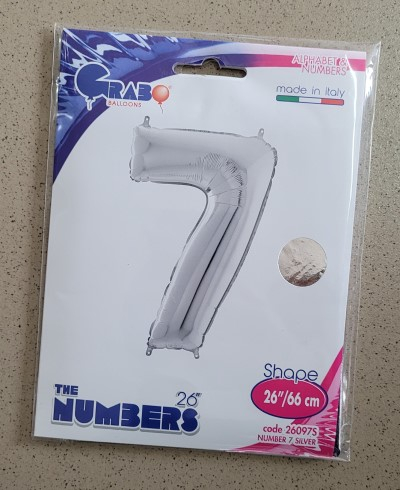 GRABO
BALLOONS
ALPHABET &
NUMBERS
made in italy
THE
NUMBERS
26"
Shape
26"/66 cm
code 26097S
NUMBER 7 SILVER